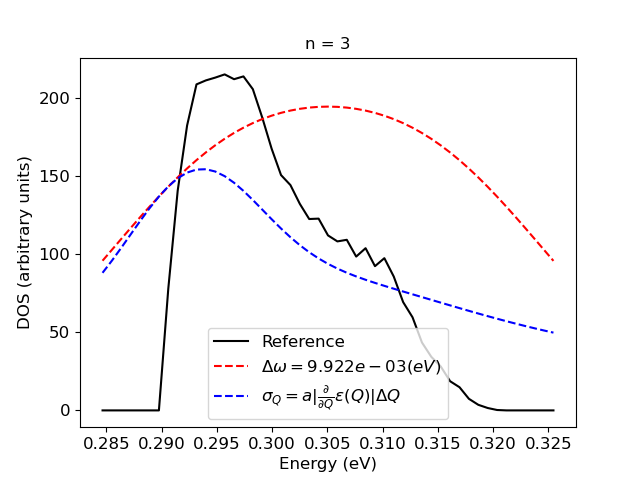 n = 3
DOS (arbitrary units)
200
150
100
50
0
Reference
Δω = 9.922e − 03(eV)
σ_Q = a|∂/∂Q ε(Q)|ΔQ
0.285 0.290 0.295 0.300 0.305 0.310 0.315 0.320 0.325
Energy (eV)